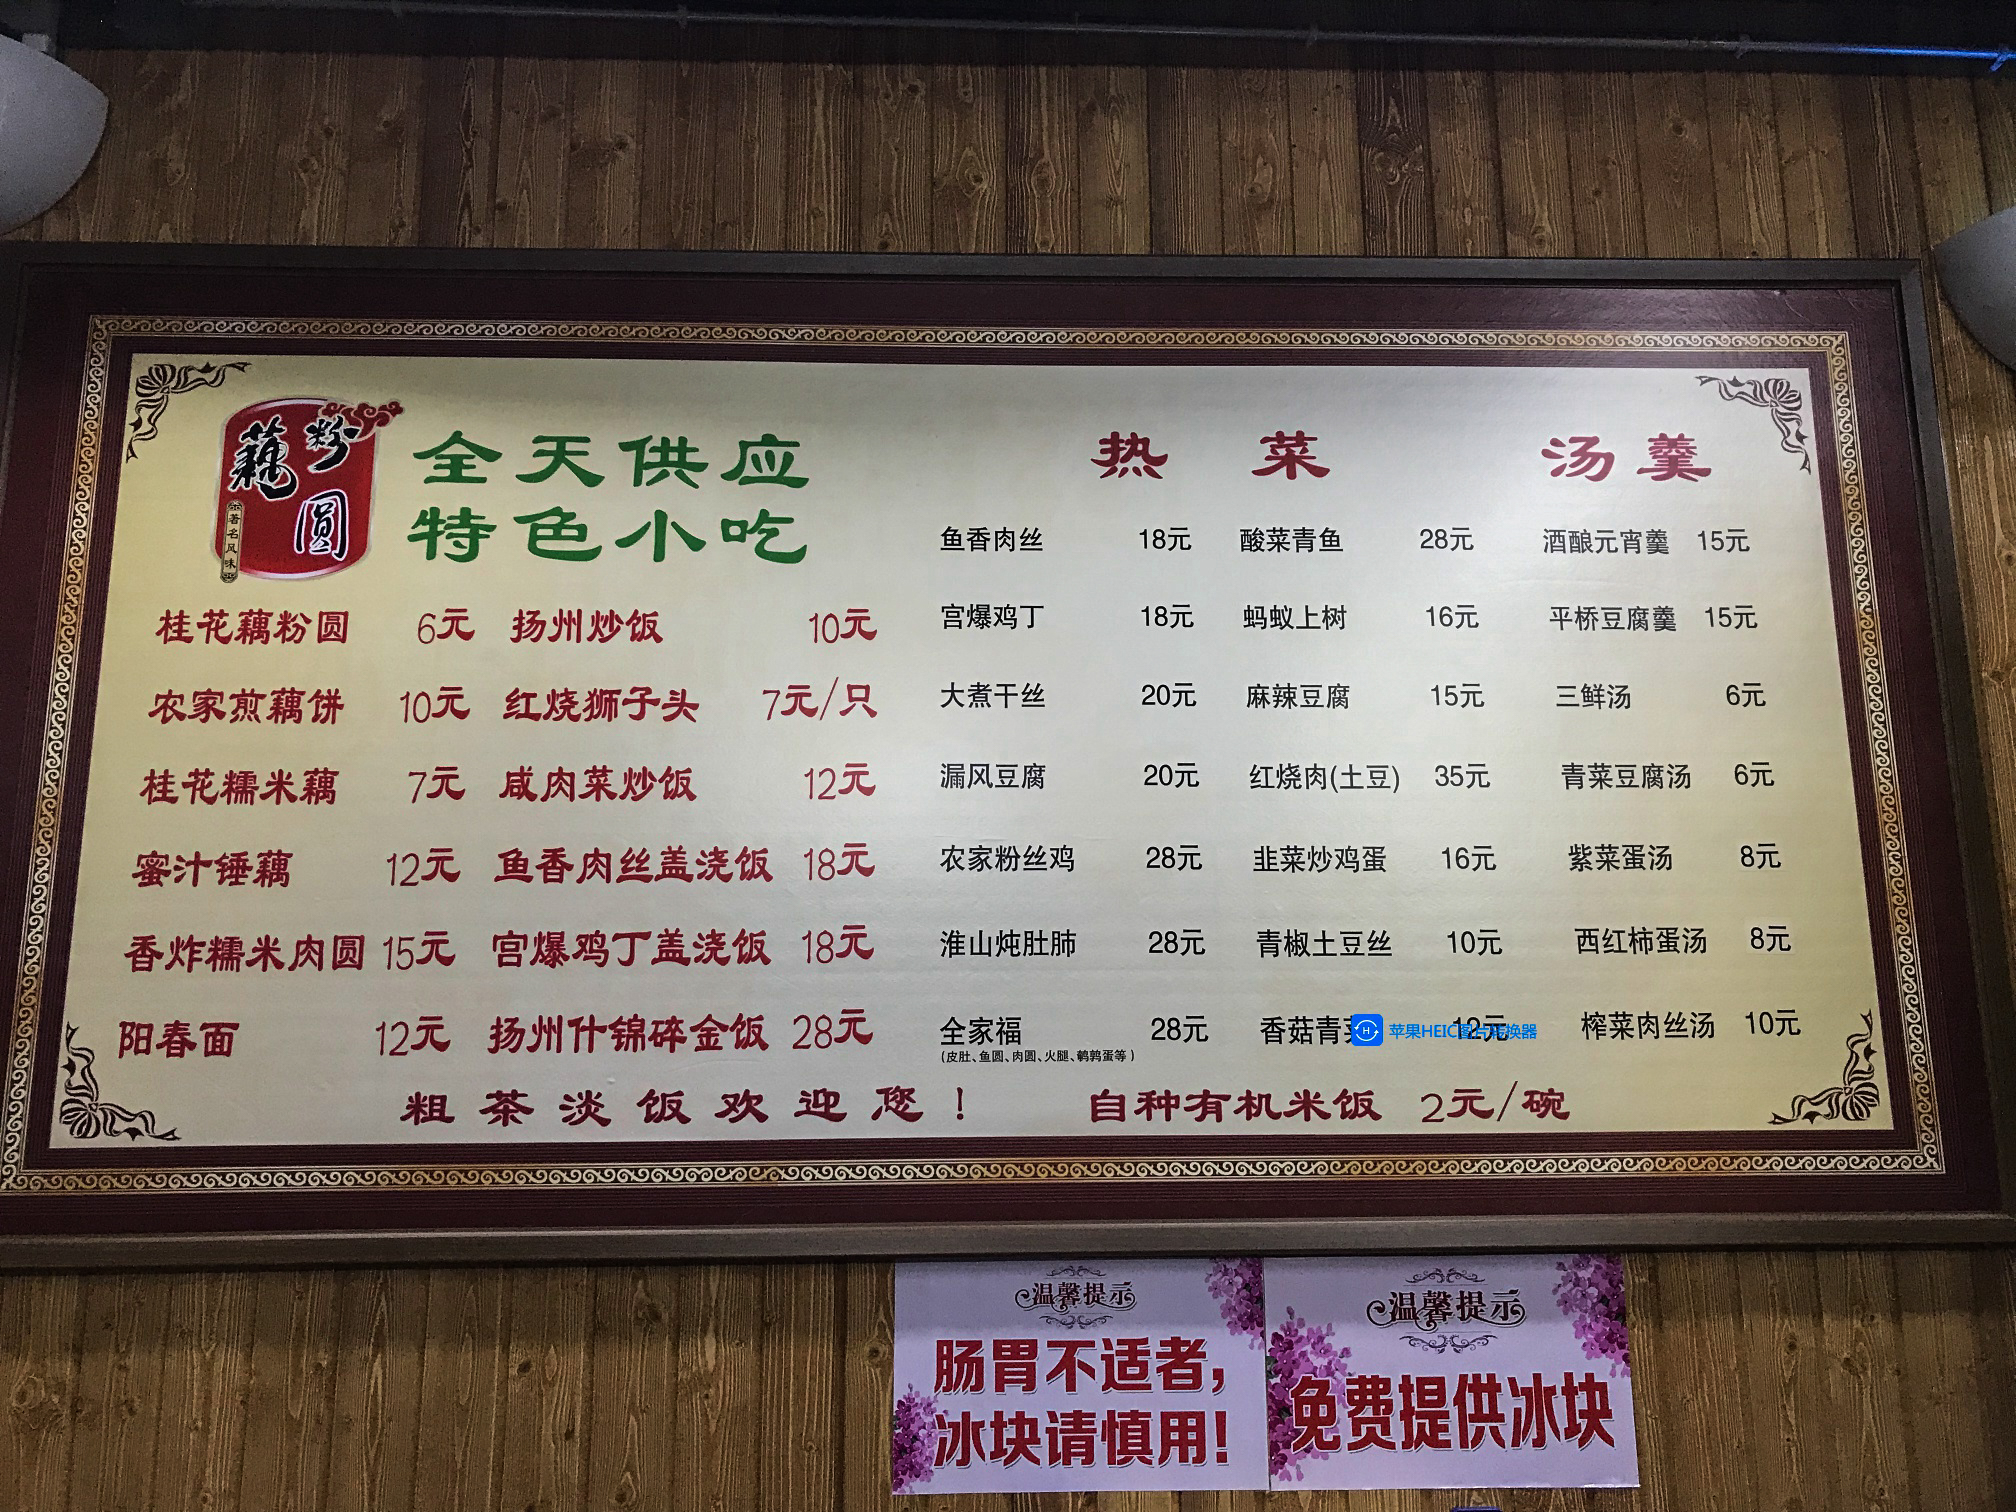 藕粉圆
著名风味
全天供应
特色小吃
热 菜
汤羹
桂花藕粉圆 6元 扬州炒饭 10元
农家煎藕饼 10元 红烧狮子头 7元/只
桂花糯米藕 7元 咸肉菜炒饭 12元
蜜汁锤藕 12元 鱼香肉丝盖浇饭 18元
香炸糯米肉圆 15元 宫爆鸡丁盖浇饭 18元
阳春面 12元 扬州什锦碎金饭 28元
鱼香肉丝 18元 酸菜青鱼 28元 酒酿元宵羹 15元
宫爆鸡丁 18元 蚂蚁上树 16元 平桥豆腐羹 15元
大煮干丝 20元 麻辣豆腐 15元 三鲜汤 6元
漏风豆腐 20元 红烧肉(土豆) 35元 青菜豆腐汤 6元
农家粉丝鸡 28元 韭菜炒鸡蛋 16元 紫菜蛋汤 8元
淮山炖肚肺 28元 青椒土豆丝 10元 西红柿蛋汤 8元
全家福 28元 香菇青菜 12元 榨菜肉丝汤 10元
(皮肚、鱼圆、肉圆、火腿、鹌鹑蛋等)
苹果HEIC图片转换器
粗茶淡饭欢迎您！ 自种有机米饭 2元/碗
温馨提示
肠胃不适者，
冰块请慎用！
温馨提示
免费提供冰块